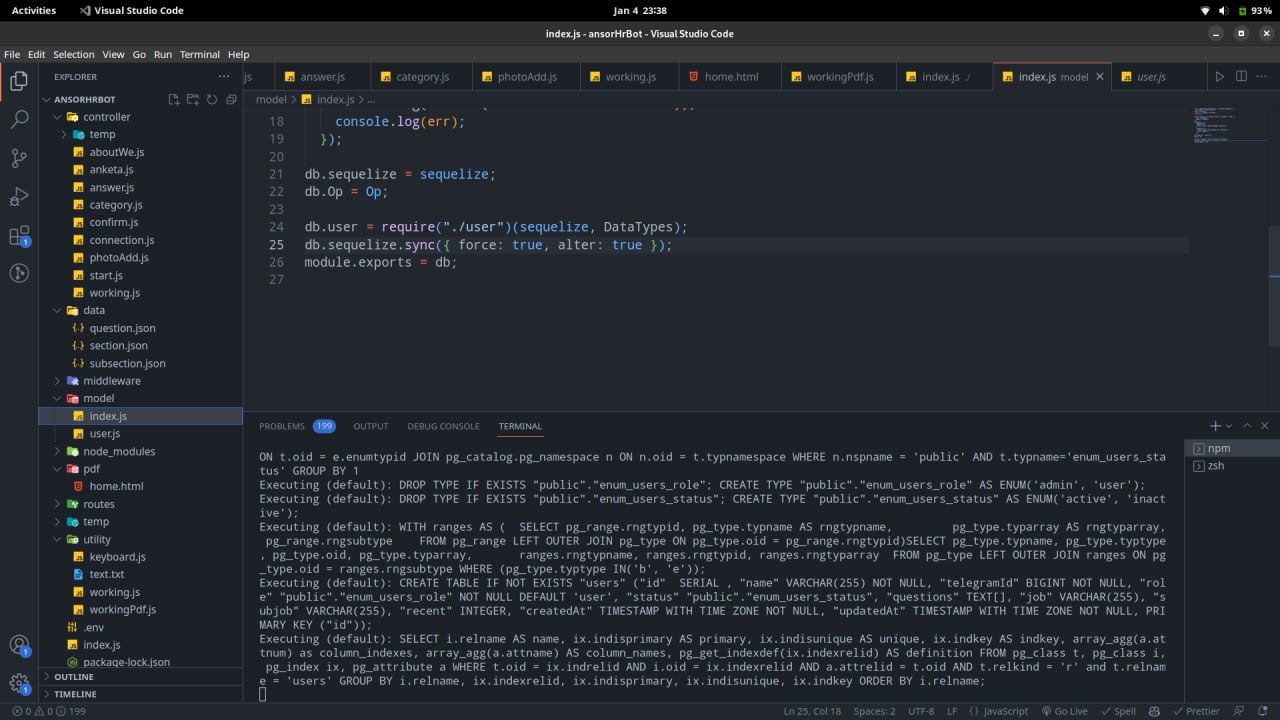 Activities
Visual Studio Code
Jan 4 23:38
93%
index.js - ansorHrBot - Visual Studio Code
File Edit Selection View Go Run Terminal Help
EXPLORER
ANSORHRBOT
controller
temp
aboutWe.js
anketa.js
answer.js
category.js
confirm.js
connection.js
photoAdd.js
start.js
working.js
data
question.json
section.json
subsection.json
middleware
model
index.js
user.js
node_modules
pdf
home.html
routes
temp
utility
keyboard.js
text.txt
working.js
workingPdf.js
.env
index.js
package-lock.json
OUTLINE
TIMELINE
js answer.js category.js photoAdd.js working.js home.html workingPdf.js index.js ./ index.js model user.js
model > index.js > ...
18 console.log(err);
19 });
20
21 db.sequelize = sequelize;
22 db.Op = Op;
23
24 db.user = require("./user")(sequelize, DataTypes);
25 db.sequelize.sync({ force: true, alter: true });
26 module.exports = db;
27
PROBLEMS 199 OUTPUT DEBUG CONSOLE TERMINAL
ON t.oid = e.enumtypid JOIN pg_catalog.pg_namespace n ON n.oid = t.typnamespace WHERE n.nspname = 'public' AND t.typname='enum_users_sta
tus' GROUP BY 1
Executing (default): DROP TYPE IF EXISTS "public"."enum_users_role"; CREATE TYPE "public"."enum_users_role" AS ENUM('admin', 'user');
Executing (default): DROP TYPE IF EXISTS "public"."enum_users_status"; CREATE TYPE "public"."enum_users_status" AS ENUM('active', 'inact
ive');
Executing (default): WITH ranges AS (  SELECT pg_range.rngtypid, pg_type.typname AS rngtypname,         pg_type.typarray AS rngtyparray,
 pg_range.rngsubtype    FROM pg_range LEFT OUTER JOIN pg_type ON pg_type.oid = pg_range.rngtypid)SELECT pg_type.typname, pg_type.typtype
, pg_type.oid, pg_type.typarray,       ranges.rngtypname, ranges.rngtypid, ranges.rngtyparray  FROM pg_type LEFT OUTER JOIN ranges ON pg
_type.oid = ranges.rngsubtype WHERE (pg_type.typtype IN('b', 'e'));
Executing (default): CREATE TABLE IF NOT EXISTS "users" ("id"  SERIAL , "name" VARCHAR(255) NOT NULL, "telegramId" BIGINT NOT NULL, "rol
e" "public"."enum_users_role" NOT NULL DEFAULT 'user', "status" "public"."enum_users_status", "questions" TEXT[], "job" VARCHAR(255), "s
ubjob" VARCHAR(255), "recent" INTEGER, "createdAt" TIMESTAMP WITH TIME ZONE NOT NULL, "updatedAt" TIMESTAMP WITH TIME ZONE NOT NULL, PRI
MARY KEY ("id"));
Executing (default): SELECT i.relname AS name, ix.indisprimary AS primary, ix.indisunique AS unique, ix.indkey AS indkey, array_agg(a.at
tnum) as column_indexes, array_agg(a.attname) AS column_names, pg_get_indexdef(ix.indexrelid) AS definition FROM pg_class t, pg_class i,
 pg_index ix, pg_attribute a WHERE t.oid = ix.indrelid AND i.oid = ix.indexrelid AND a.attrelid = t.oid AND t.relkind = 'r' and t.relnam
e = 'users' GROUP BY i.relname, ix.indexrelid, ix.indisprimary, ix.indisunique, ix.indkey ORDER BY i.relname;
npm
zsh
0 0 199
Ln 25, Col 18 Spaces: 2 UTF-8 LF {} JavaScript Go Live Spell Prettier